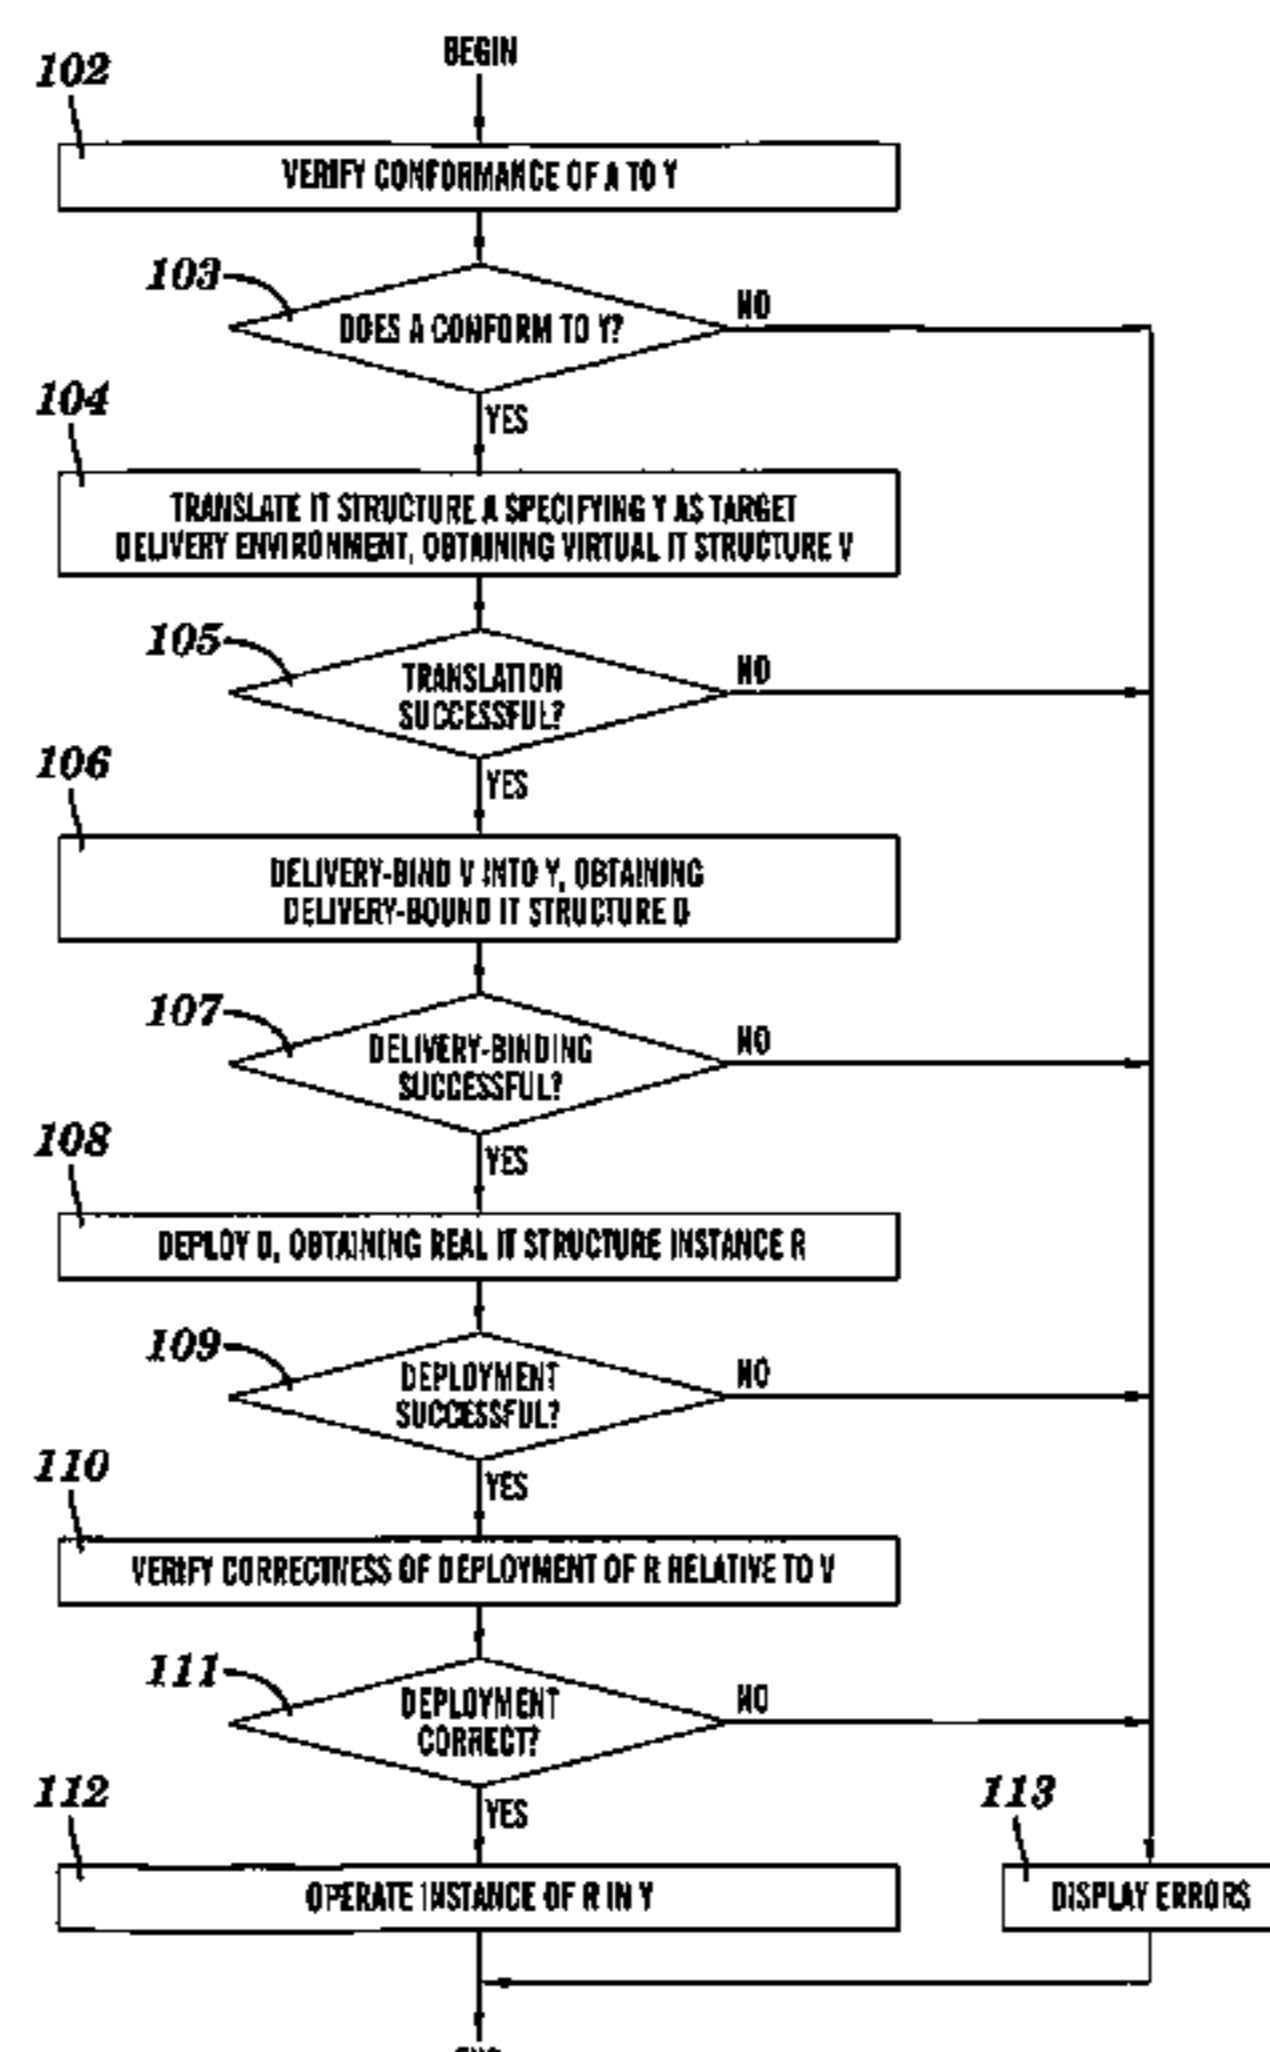 BEGIN
102
VERIFY CONFORMANCE OF A TO Y
103
DOES A CONFORM TO Y?
NO
YES
104
TRANSLATE IT STRUCTURE A SPECIFYING Y AS TARGET
DELIVERY ENVIRONMENT, OBTAINING VIRTUAL IT STRUCTURE V
105
TRANSLATION
SUCCESSFUL?
NO
YES
106
DELIVERY-BIND V INTO Y, OBTAINING
DELIVERY-BOUND IT STRUCTURE D
107
DELIVERY-BINDING
SUCCESSFUL?
NO
YES
108
DEPLOY D, OBTAINING REAL IT STRUCTURE INSTANCE R
109
DEPLOYMENT
SUCCESSFUL?
NO
YES
110
VERIFY CORRECTNESS OF DEPLOYMENT OF R RELATIVE TO V
111
DEPLOYMENT
CORRECT?
NO
YES
112
OPERATE INSTANCE OF R IN Y
113
DISPLAY ERRORS